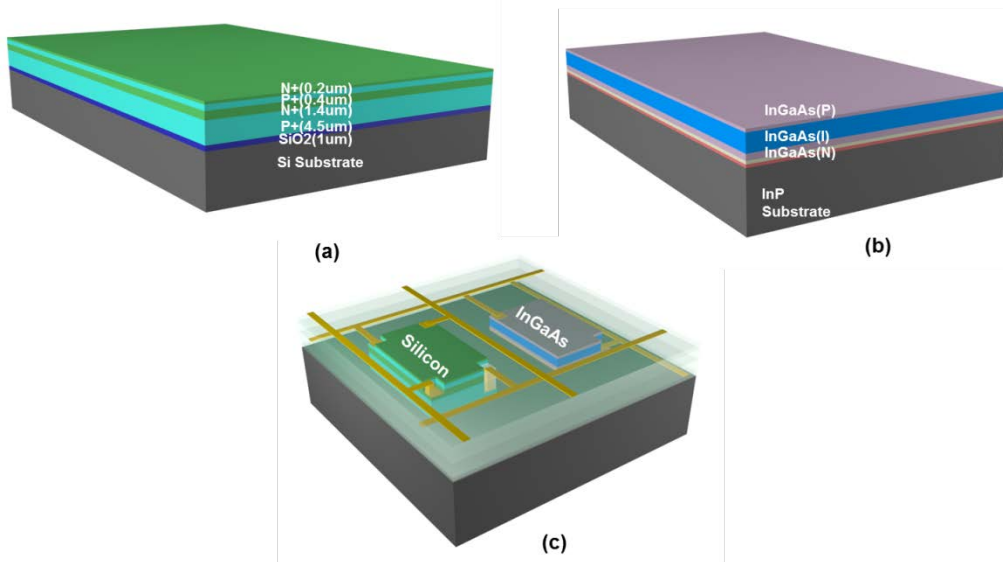 N+(0.2um)
P+(0.4um)
N+(1.4um)
P+(4.5um)
SiO2(1um)
Si Substrate
(a)
InGaAs(P)
InGaAs(I)
InGaAs(N)
InP
Substrate
(b)
Silicon
InGaAs
(c)